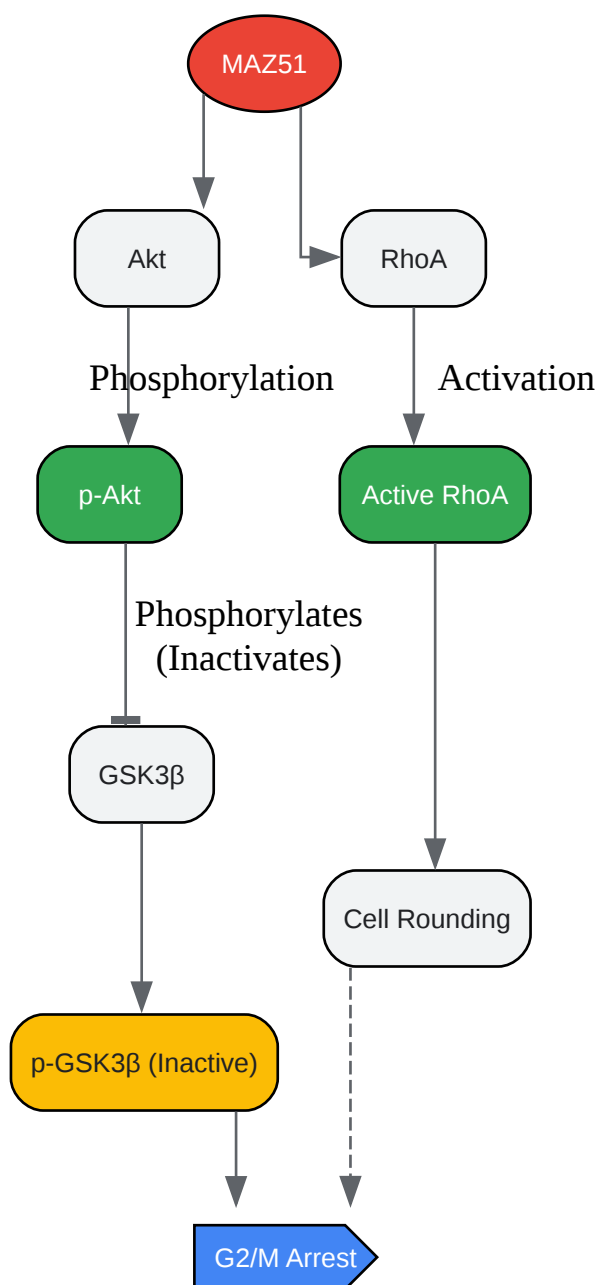 MAZ51
Akt
RhoA
Phosphorylation
Activation
p-Akt
Active RhoA
Phosphorylates
(Inactivates)
GSK3β
Cell Rounding
p-GSK3β (Inactive)
G2/M Arrest